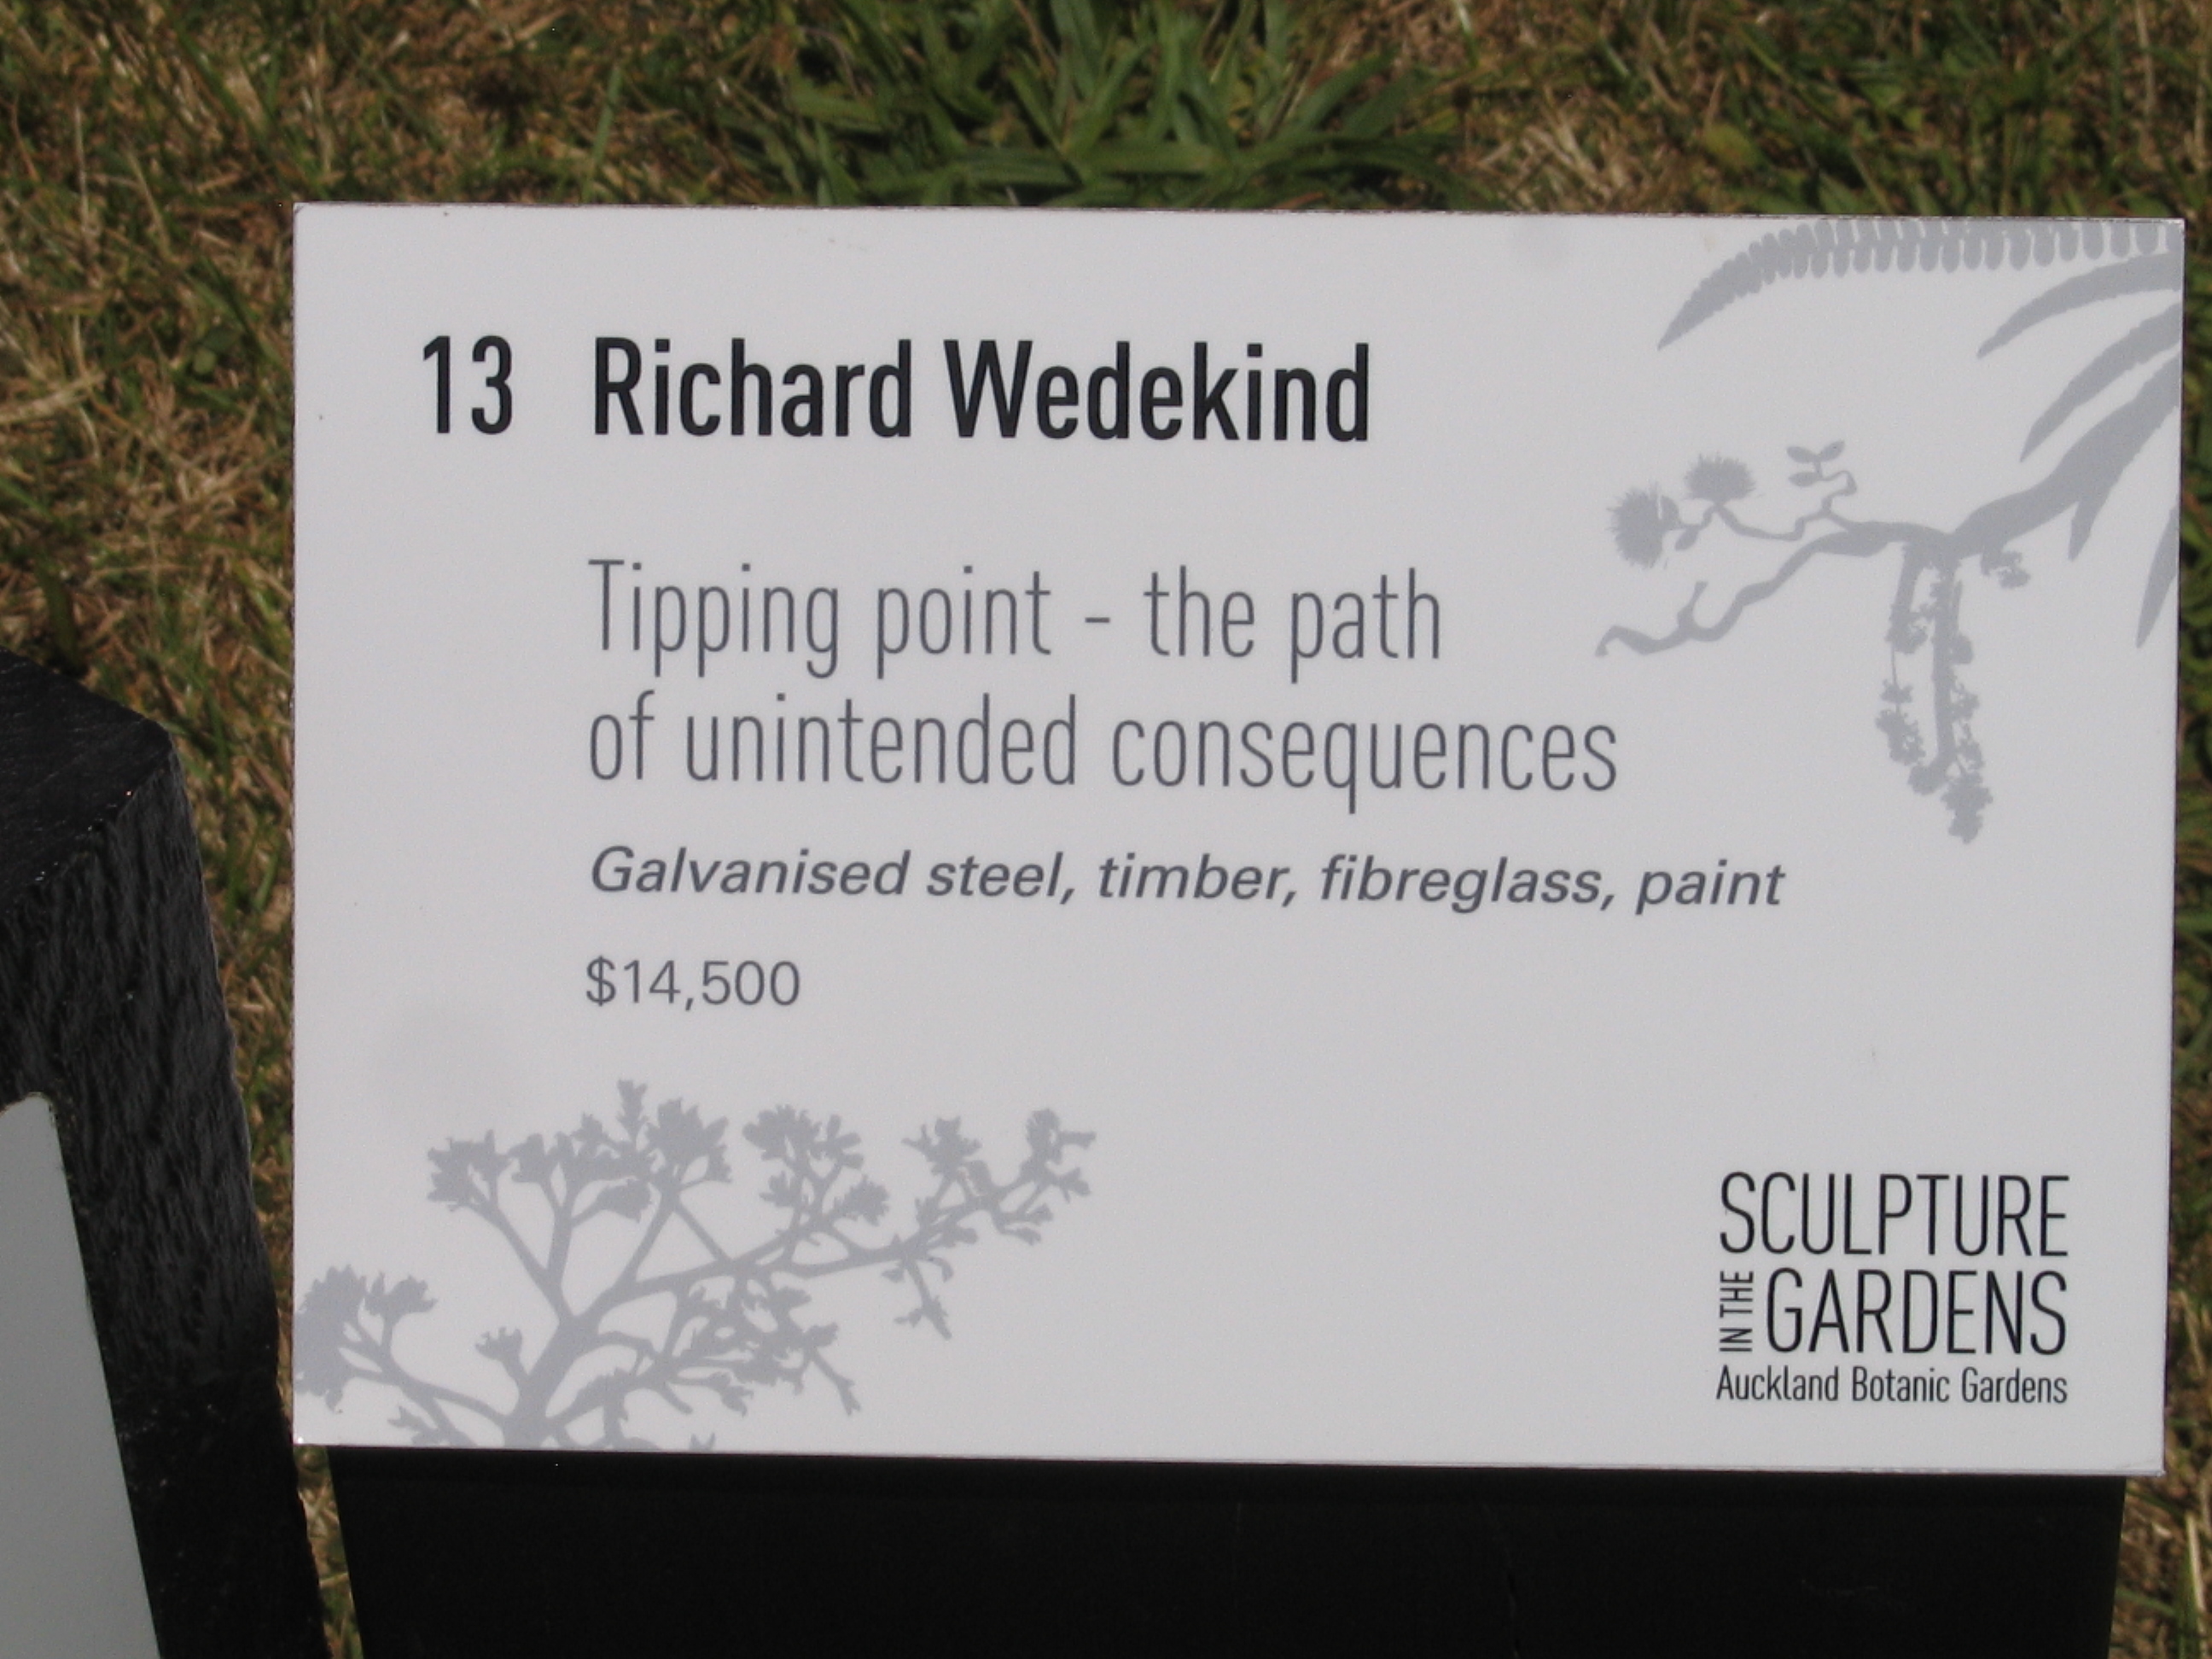 13 Richard Wedekind
Tipping point - the path
of unintended consequences
Galvanised steel, timber, fibreglass, paint
$14,500
SCULPTURE
IN THE GARDENS
Auckland Botanic Gardens